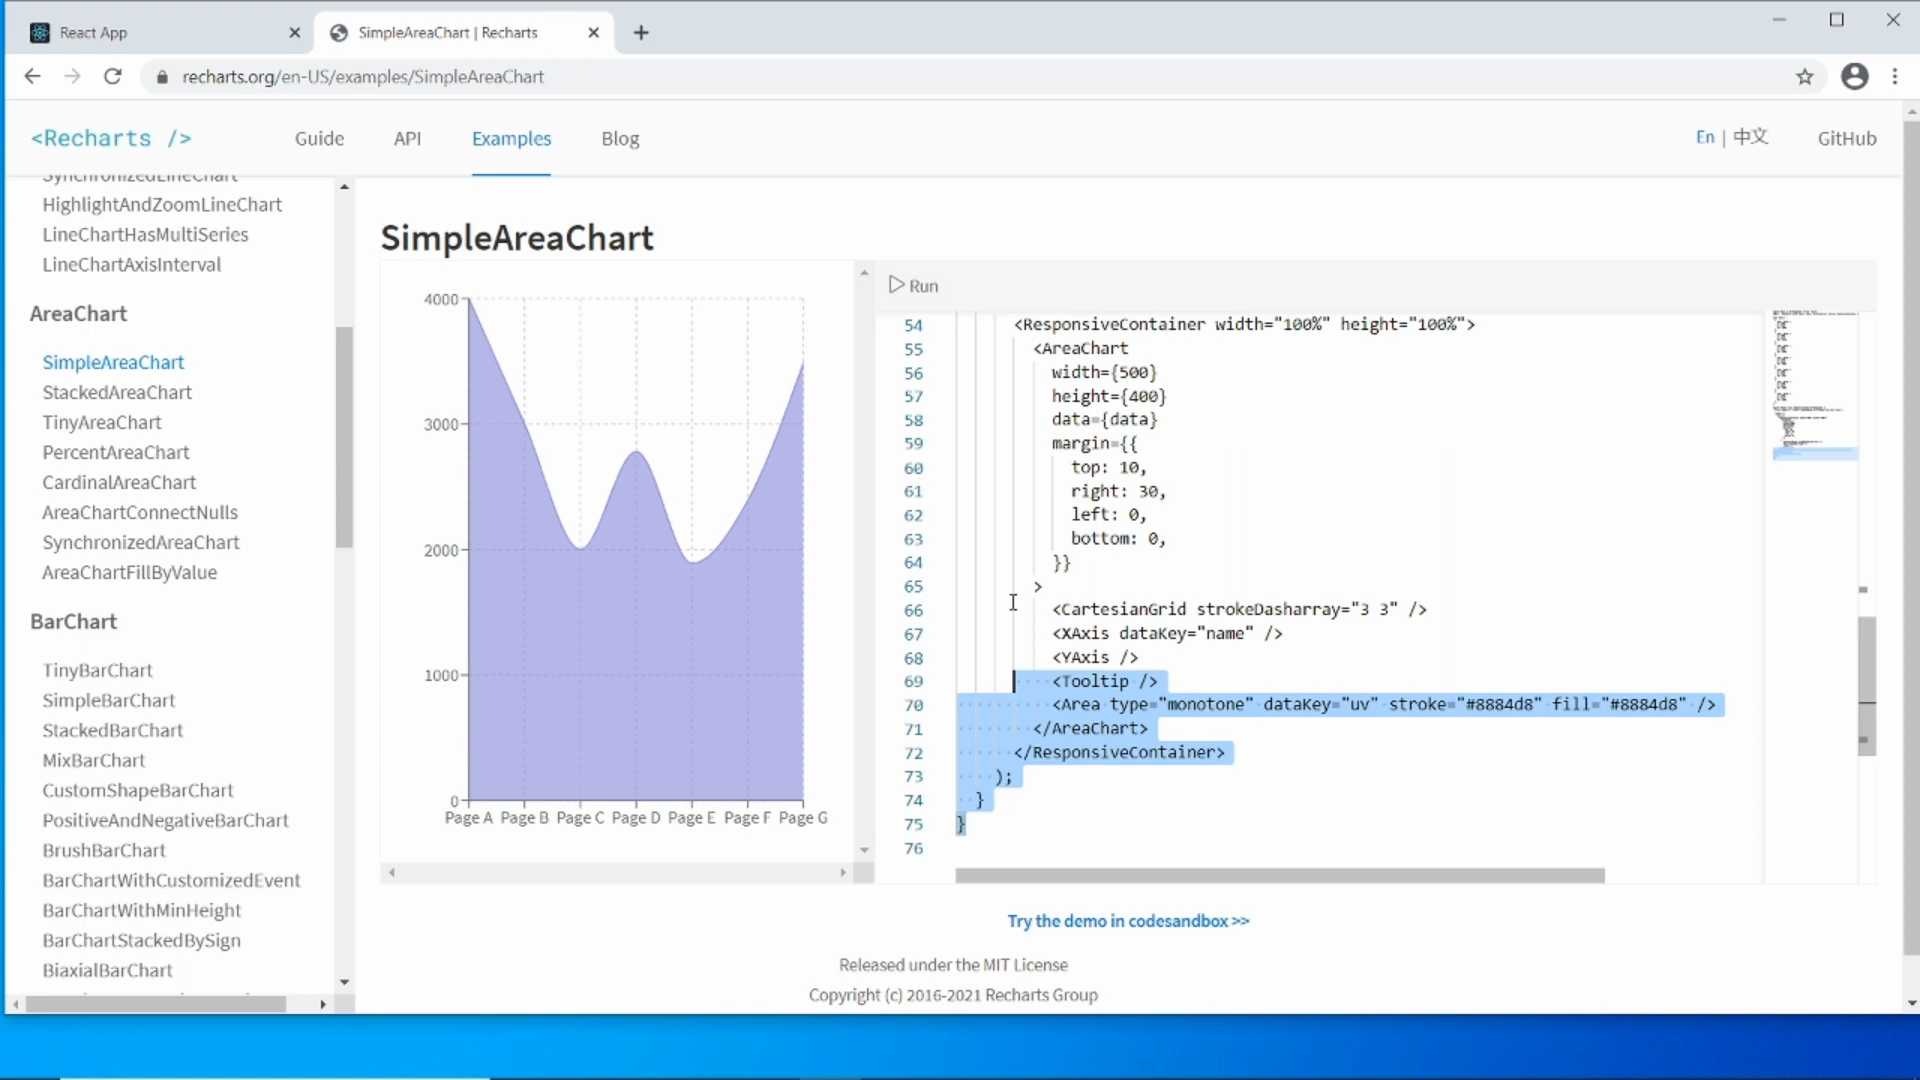 React App
SimpleAreaChart | Recharts
recharts.org/en-US/examples/SimpleAreaChart
<Recharts />
Guide
API
Examples
Blog
En | 中文
GitHub
SynchronizedLineChart
HighlightAndZoomLineChart
LineChartHasMultiSeries
LineChartAxisInterval
AreaChart
SimpleAreaChart
StackedAreaChart
TinyAreaChart
PercentAreaChart
CardinalAreaChart
AreaChartConnectNulls
SynchronizedAreaChart
AreaChartFillByValue
BarChart
TinyBarChart
SimpleBarChart
StackedBarChart
MixBarChart
CustomShapeBarChart
PositiveAndNegativeBarChart
BrushBarChart
BarChartWithCustomizedEvent
BarChartWithMinHeight
BarChartStackedBySign
BiaxialBarChart
SimpleAreaChart
4000
3000
2000
1000
0
Page A Page B Page C Page D Page E Page F Page G
Run
54 <ResponsiveContainer width="100%" height="100%">
55 <AreaChart
56 width={500}
57 height={400}
58 data={data}
59 margin={{
60 top: 10,
61 right: 30,
62 left: 0,
63 bottom: 0,
64 }}
65 >
66 <CartesianGrid strokeDasharray="3 3" />
67 <XAxis dataKey="name" />
68 <YAxis />
69 <Tooltip />
70 <Area type="monotone" dataKey="uv" stroke="#8884d8" fill="#8884d8" />
71 </AreaChart>
72 </ResponsiveContainer>
73 );
74 }
75 }
76
Try the demo in codesandbox >>
Released under the MIT License
Copyright (c) 2016-2021 Recharts Group